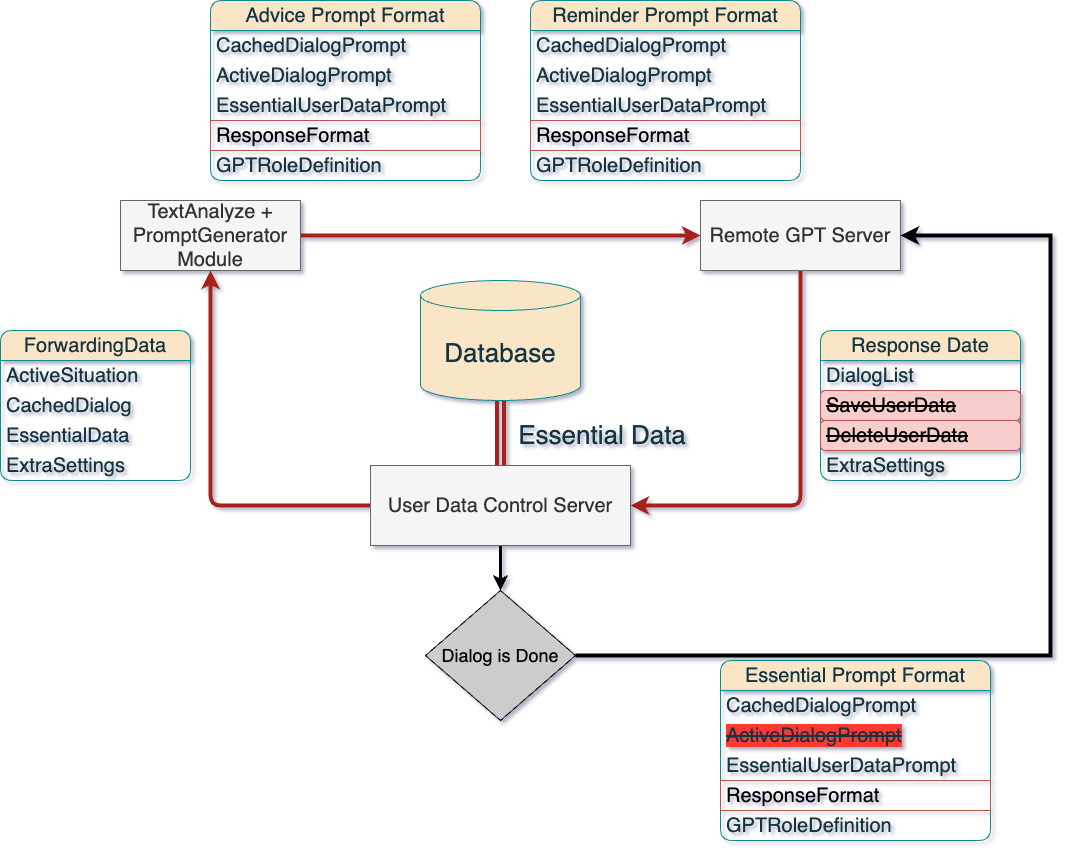 Advice Prompt Format
CachedDialogPrompt
ActiveDialogPrompt
EssentialUserDataPrompt
ResponseFormat
GPTRoleDefinition
Reminder Prompt Format
CachedDialogPrompt
ActiveDialogPrompt
EssentialUserDataPrompt
ResponseFormat
GPTRoleDefinition
TextAnalyze +
PromptGenerator
Module
Remote GPT Server
ForwardingData
ActiveSituation
CachedDialog
EssentialData
ExtraSettings
Database
Essential Data
Response Date
DialogList
SaveUserData
DeleteUserData
ExtraSettings
User Data Control Server
Dialog is Done
Essential Prompt Format
CachedDialogPrompt
ActiveDialogPrompt
EssentialUserDataPrompt
ResponseFormat
GPTRoleDefinition